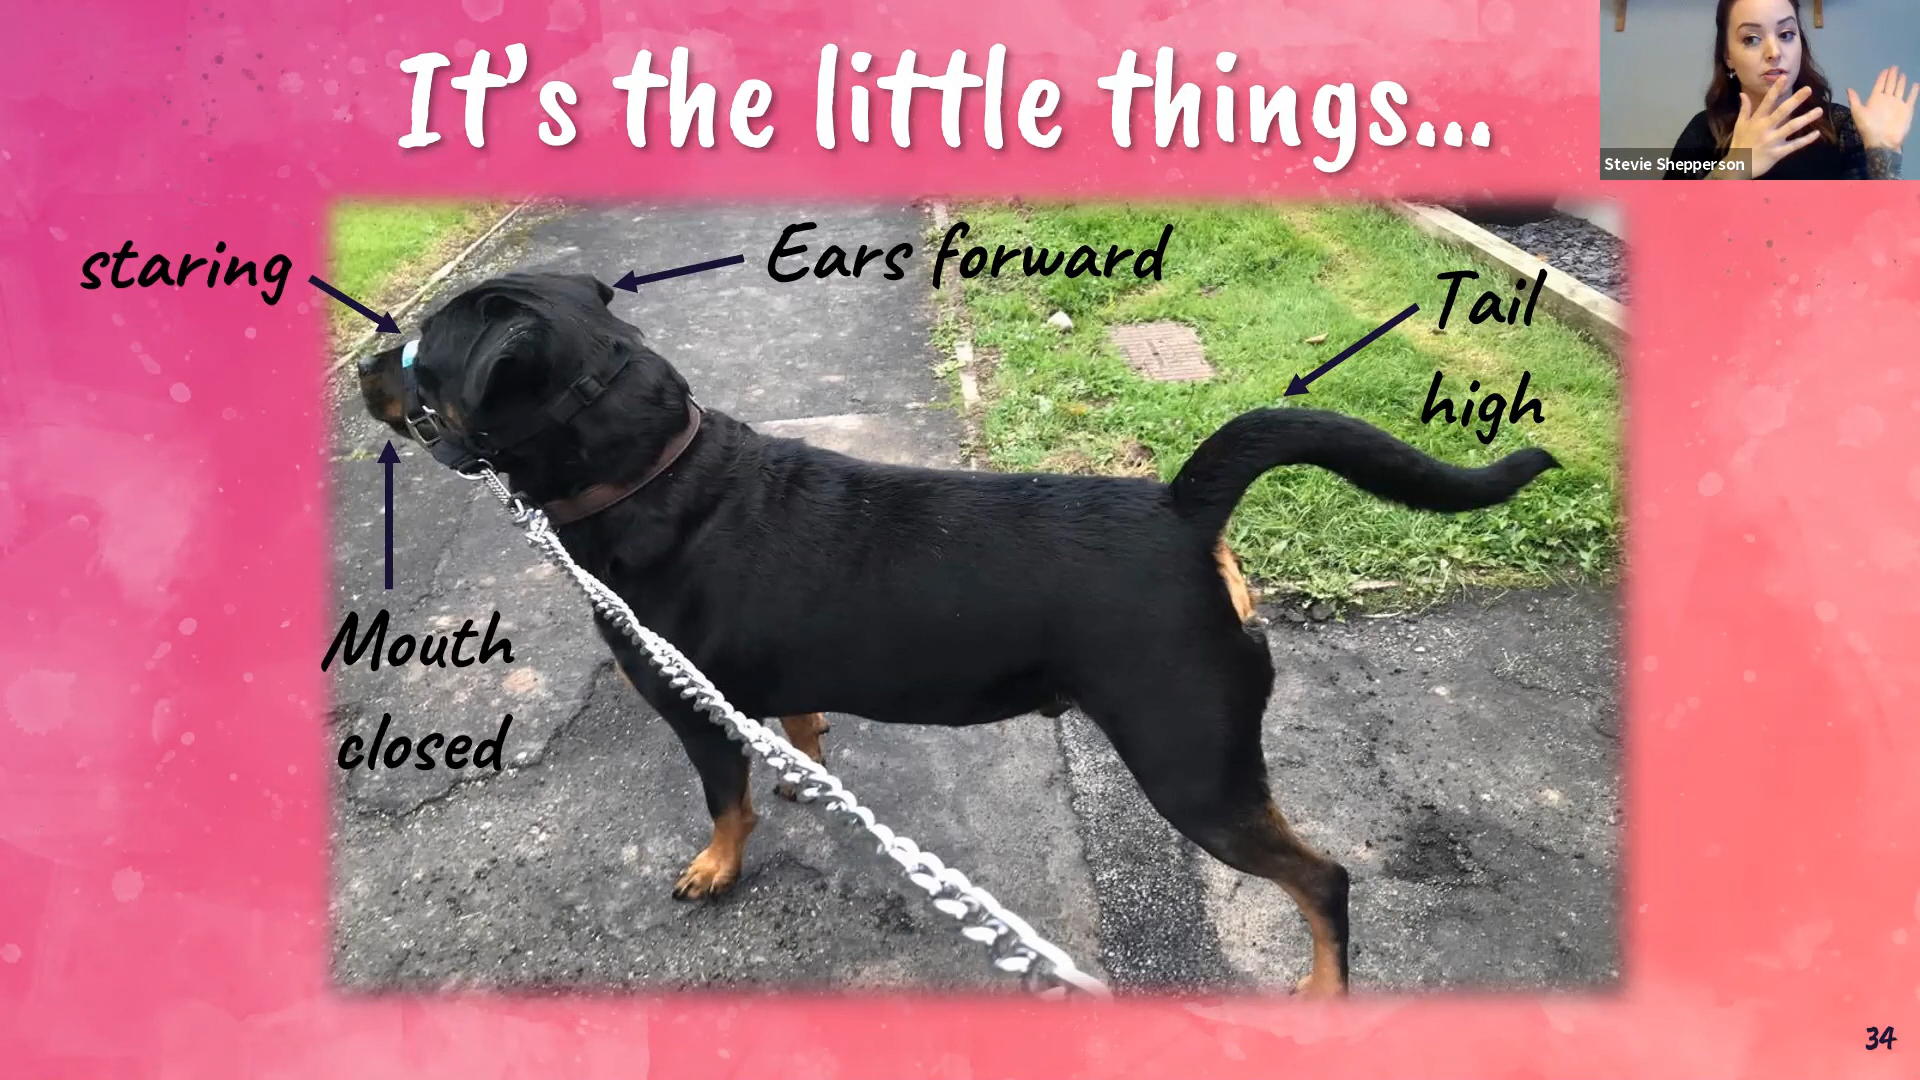 It's the little things...
Stevie Shepperson
staring
Ears forward
Tail
high
Mouth
closed
34